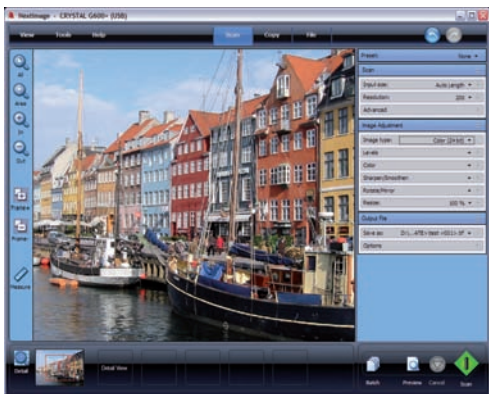 NextImage - CRYSTAL G600+ (USB)
View Tools Help Scan Copy File
All
Area
In
Out
Frame
Measure
Preset: None
Scan
Input size: Auto Length
Resolution: 200
Advanced
Image Adjustment
Image type: Color (24 bit)
Levels
Color
Sharpen/Smoothen
Rotate/Mirror
Resize: 100 %
Output File
Save as:
Options
Detail
Detail View
Batch Preview Cancel Scan